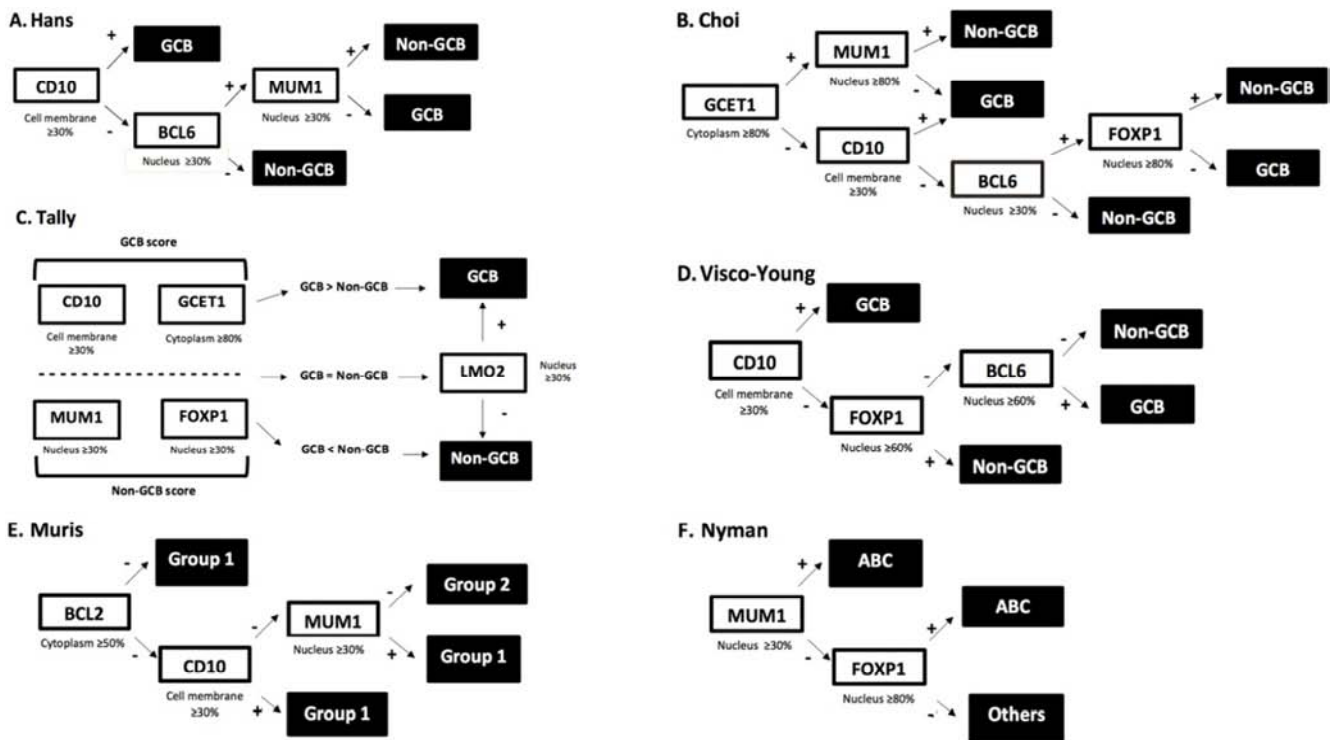 A. Hans
+
GCB
CD10
Cell membrane
≥30%
-
BCL6
Nucleus ≥30%
+
MUM1
Nucleus ≥30%
+
Non-GCB
-
GCB
-
Non-GCB
B. Choi
GCET1
Cytoplasm ≥80%
+
MUM1
Nucleus ≥80%
+
Non-GCB
-
GCB
-
CD10
Cell membrane
≥30%
+
-
BCL6
Nucleus ≥30%
+
FOXP1
Nucleus ≥80%
+
Non-GCB
-
GCB
-
Non-GCB
C. Tally
GCB score
CD10
Cell membrane
≥30%
GCET1
Cytoplasm ≥80%
GCB > Non-GCB
GCB
+
GCB = Non-GCB
LMO2
Nucleus
≥30%
-
MUM1
Nucleus ≥30%
FOXP1
Nucleus ≥30%
GCB < Non-GCB
Non-GCB
Non-GCB score
D. Visco-Young
CD10
Cell membrane
≥30%
+
GCB
-
FOXP1
Nucleus ≥60%
-
BCL6
Nucleus ≥60%
-
Non-GCB
+
GCB
+
Non-GCB
E. Muris
BCL2
Cytoplasm ≥50%
-
Group 1
-
CD10
Cell membrane
≥30%
-
MUM1
Nucleus ≥30%
-
Group 2
+
Group 1
+
Group 1
F. Nyman
MUM1
Nucleus ≥30%
+
ABC
-
FOXP1
Nucleus ≥80%
+
ABC
-
Others